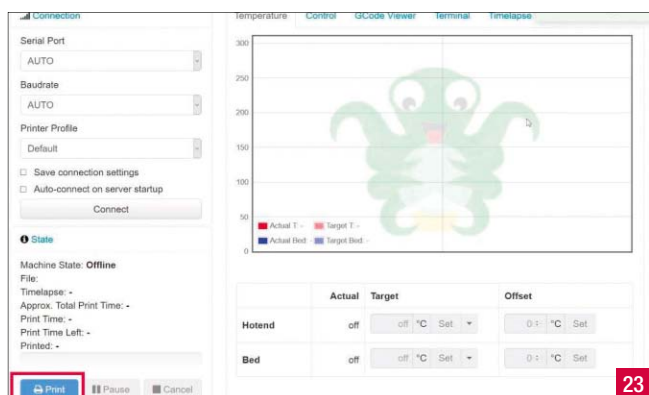 Connection
Serial Port
AUTO
Baudrate
AUTO
Printer Profile
Default
Save connection settings
Auto-connect on server startup
Connect
State
Machine State: Offline
File:
Timelapse: -
Approx. Total Print Time: -
Print Time: -
Print Time Left: -
Printed: -
Print Pause Cancel
Temperature Control GCode Viewer Terminal Timelapse
300
250
200
150
100
50
0
Actual T: - Target T: -
Actual Bed: - Target Bed: -
Actual Target Offset
Hotend off off °C Set 0 °C Set
Bed off off °C Set 0 °C Set
23